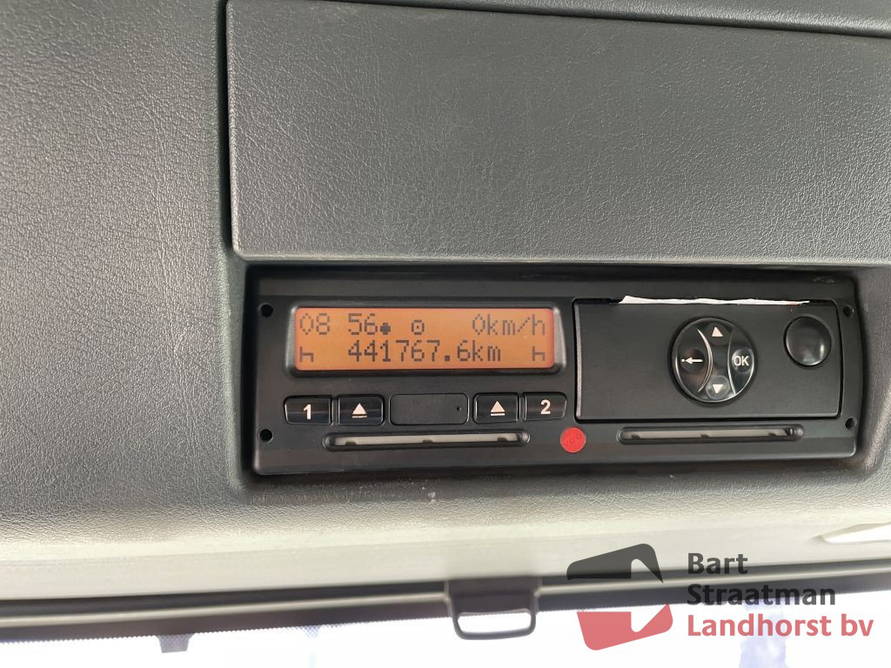 08 56 0km/h
441767.6km
1
2
OK
Bart
Straatman
Landhorst bv